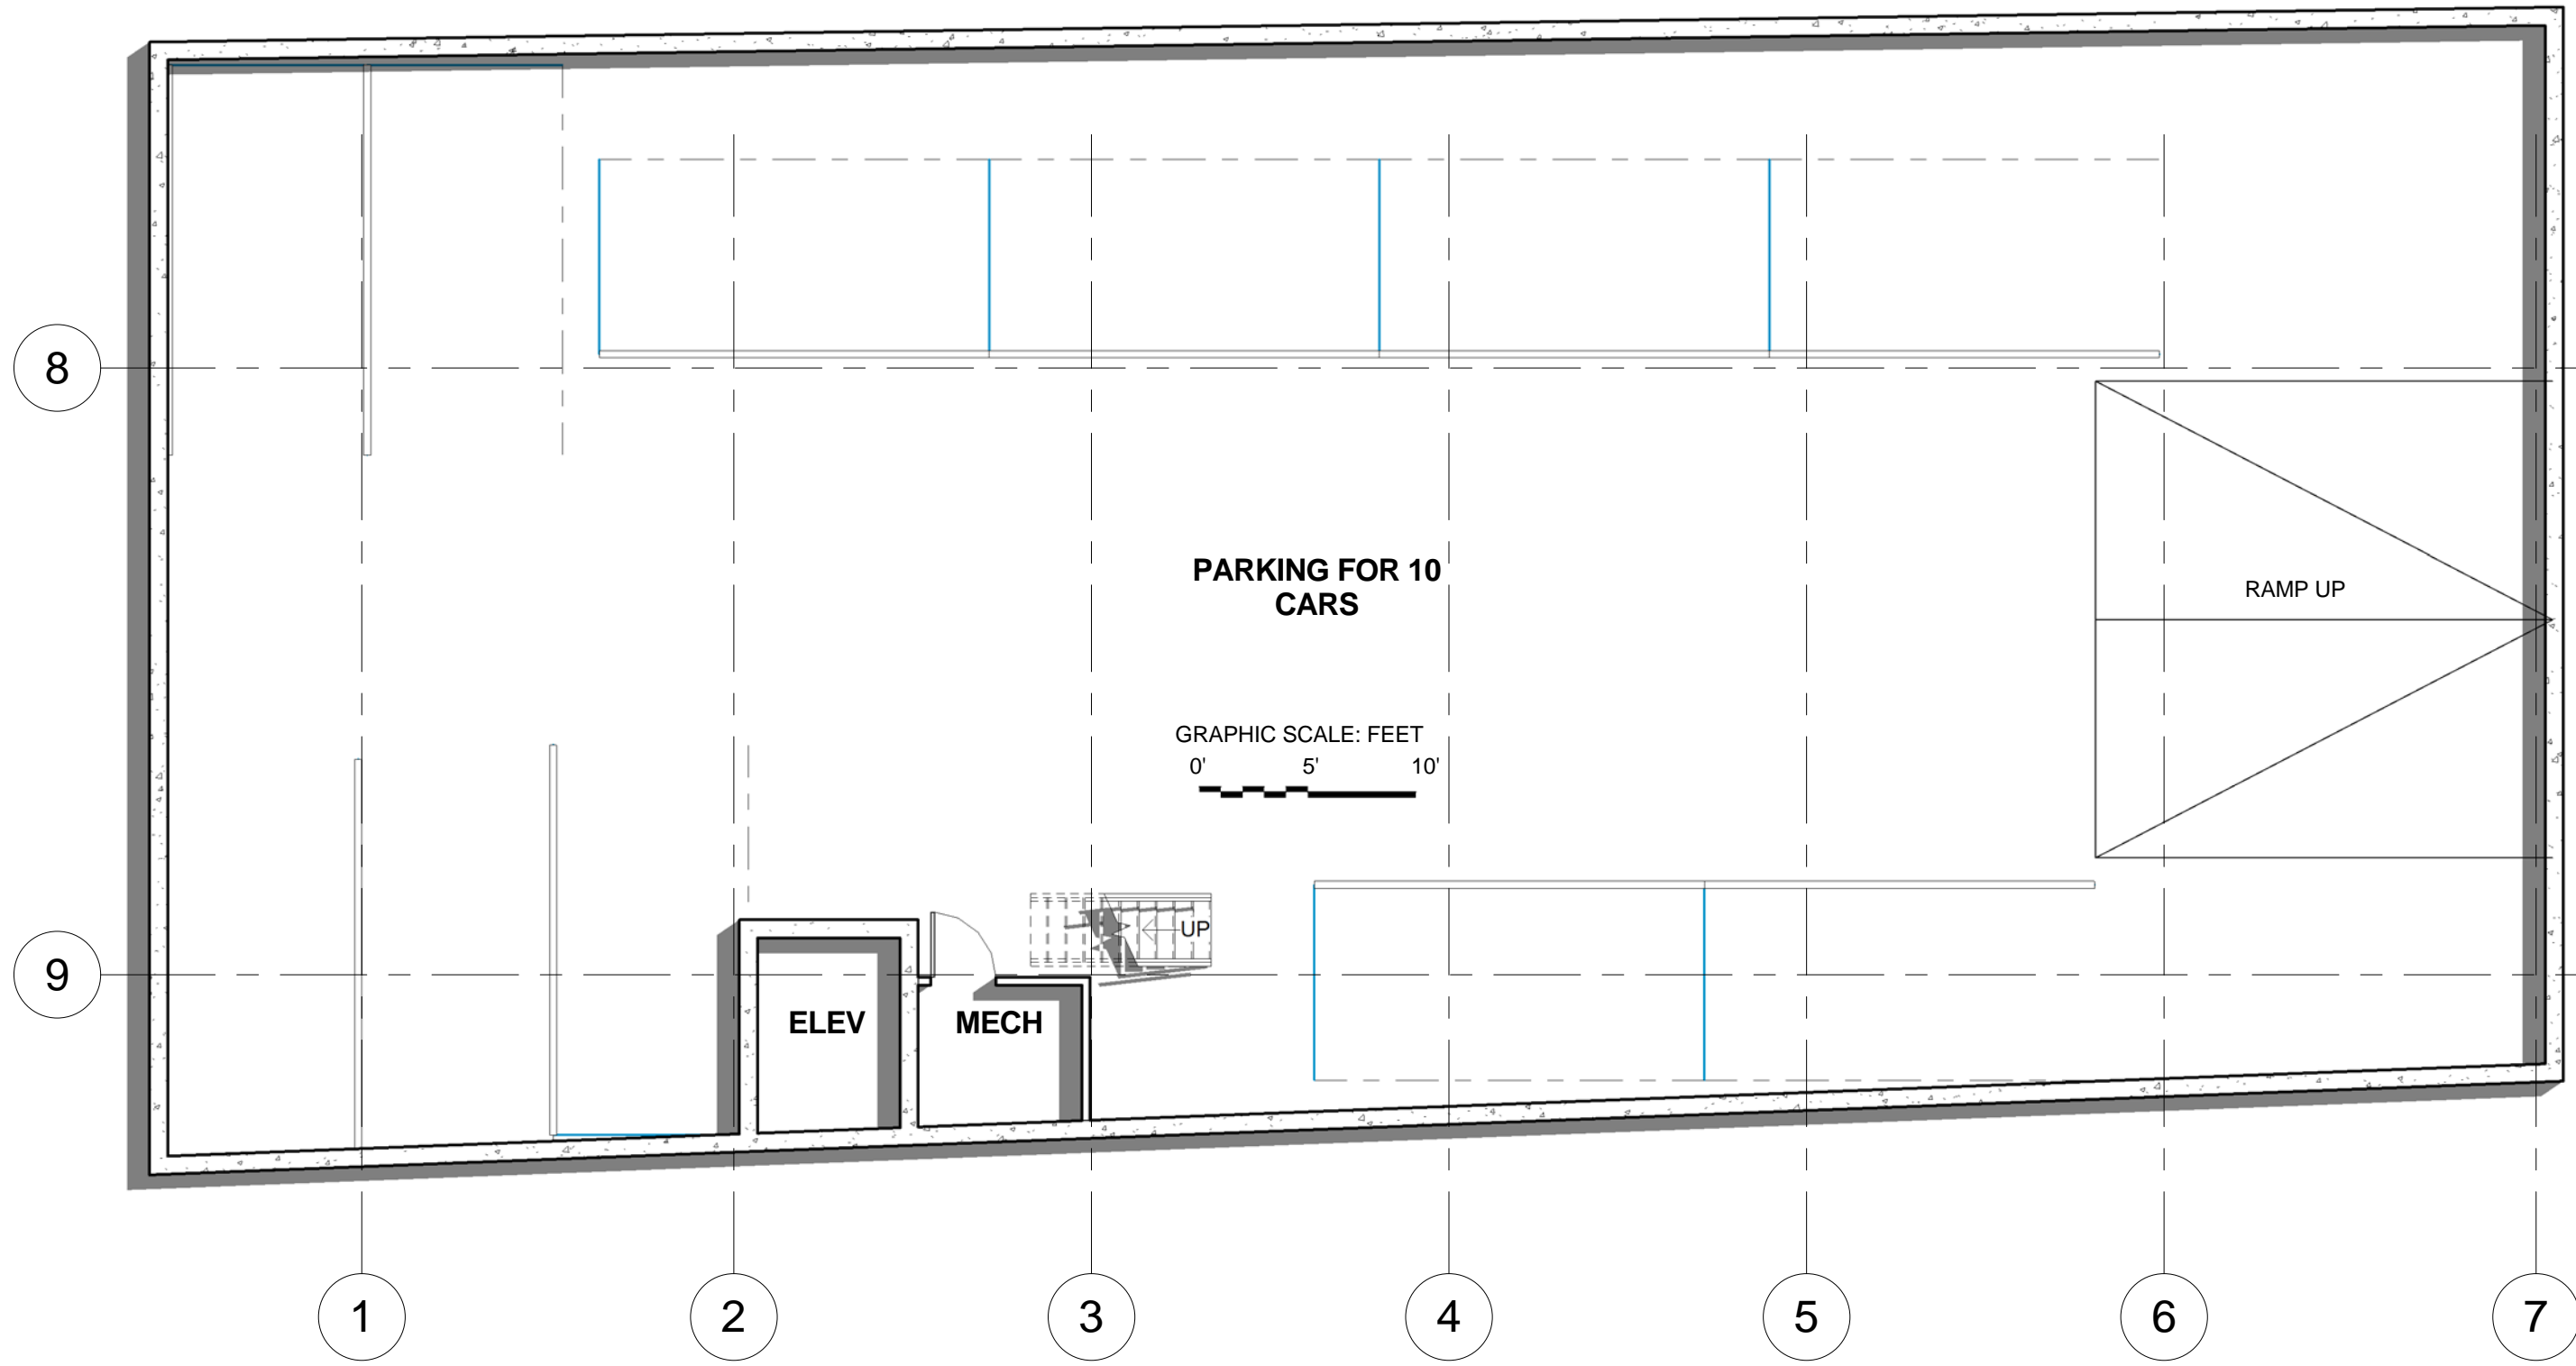 8
PARKING FOR 10
CARS
RAMP UP
GRAPHIC SCALE: FEET
0' 5' 10'
UP
9
ELEV
MECH
1
2
3
4
5
6
7